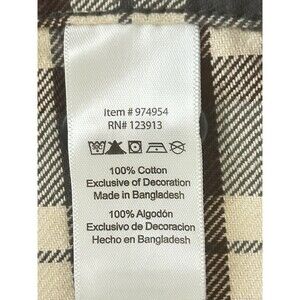 Item # 974954
RN# 123913
100% Cotton
Exclusive of Decoration
Made in Bangladesh
100% Algodón
Exclusivo de Decoracion
Hecho en Bangladesh